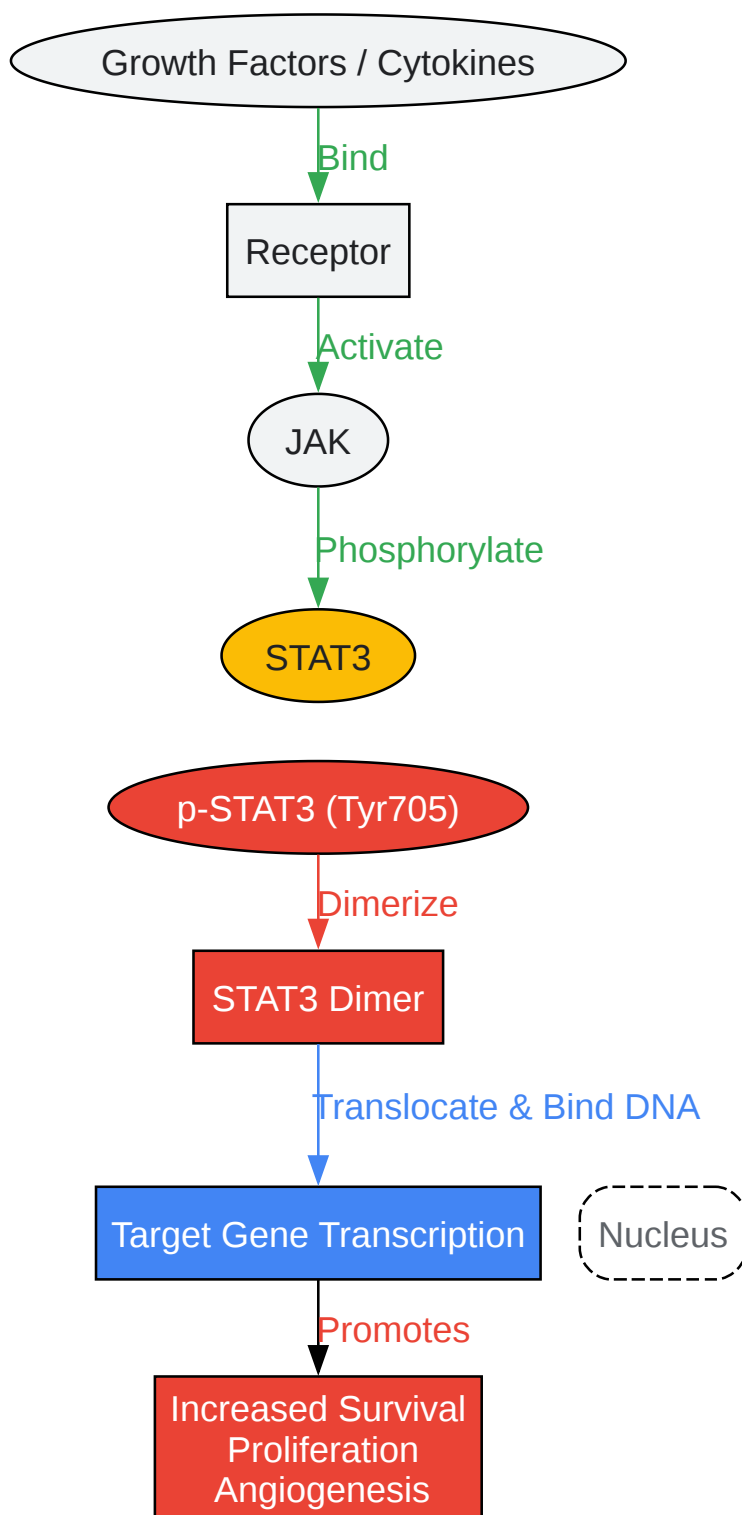 Growth Factors / Cytokines
Bind
Receptor
Activate
JAK
Phosphorylate
STAT3
p-STAT3 (Tyr705)
Dimerize
STAT3 Dimer
Translocate & Bind DNA
Target Gene Transcription
Nucleus
Promotes
Increased Survival
Proliferation
Angiogenesis